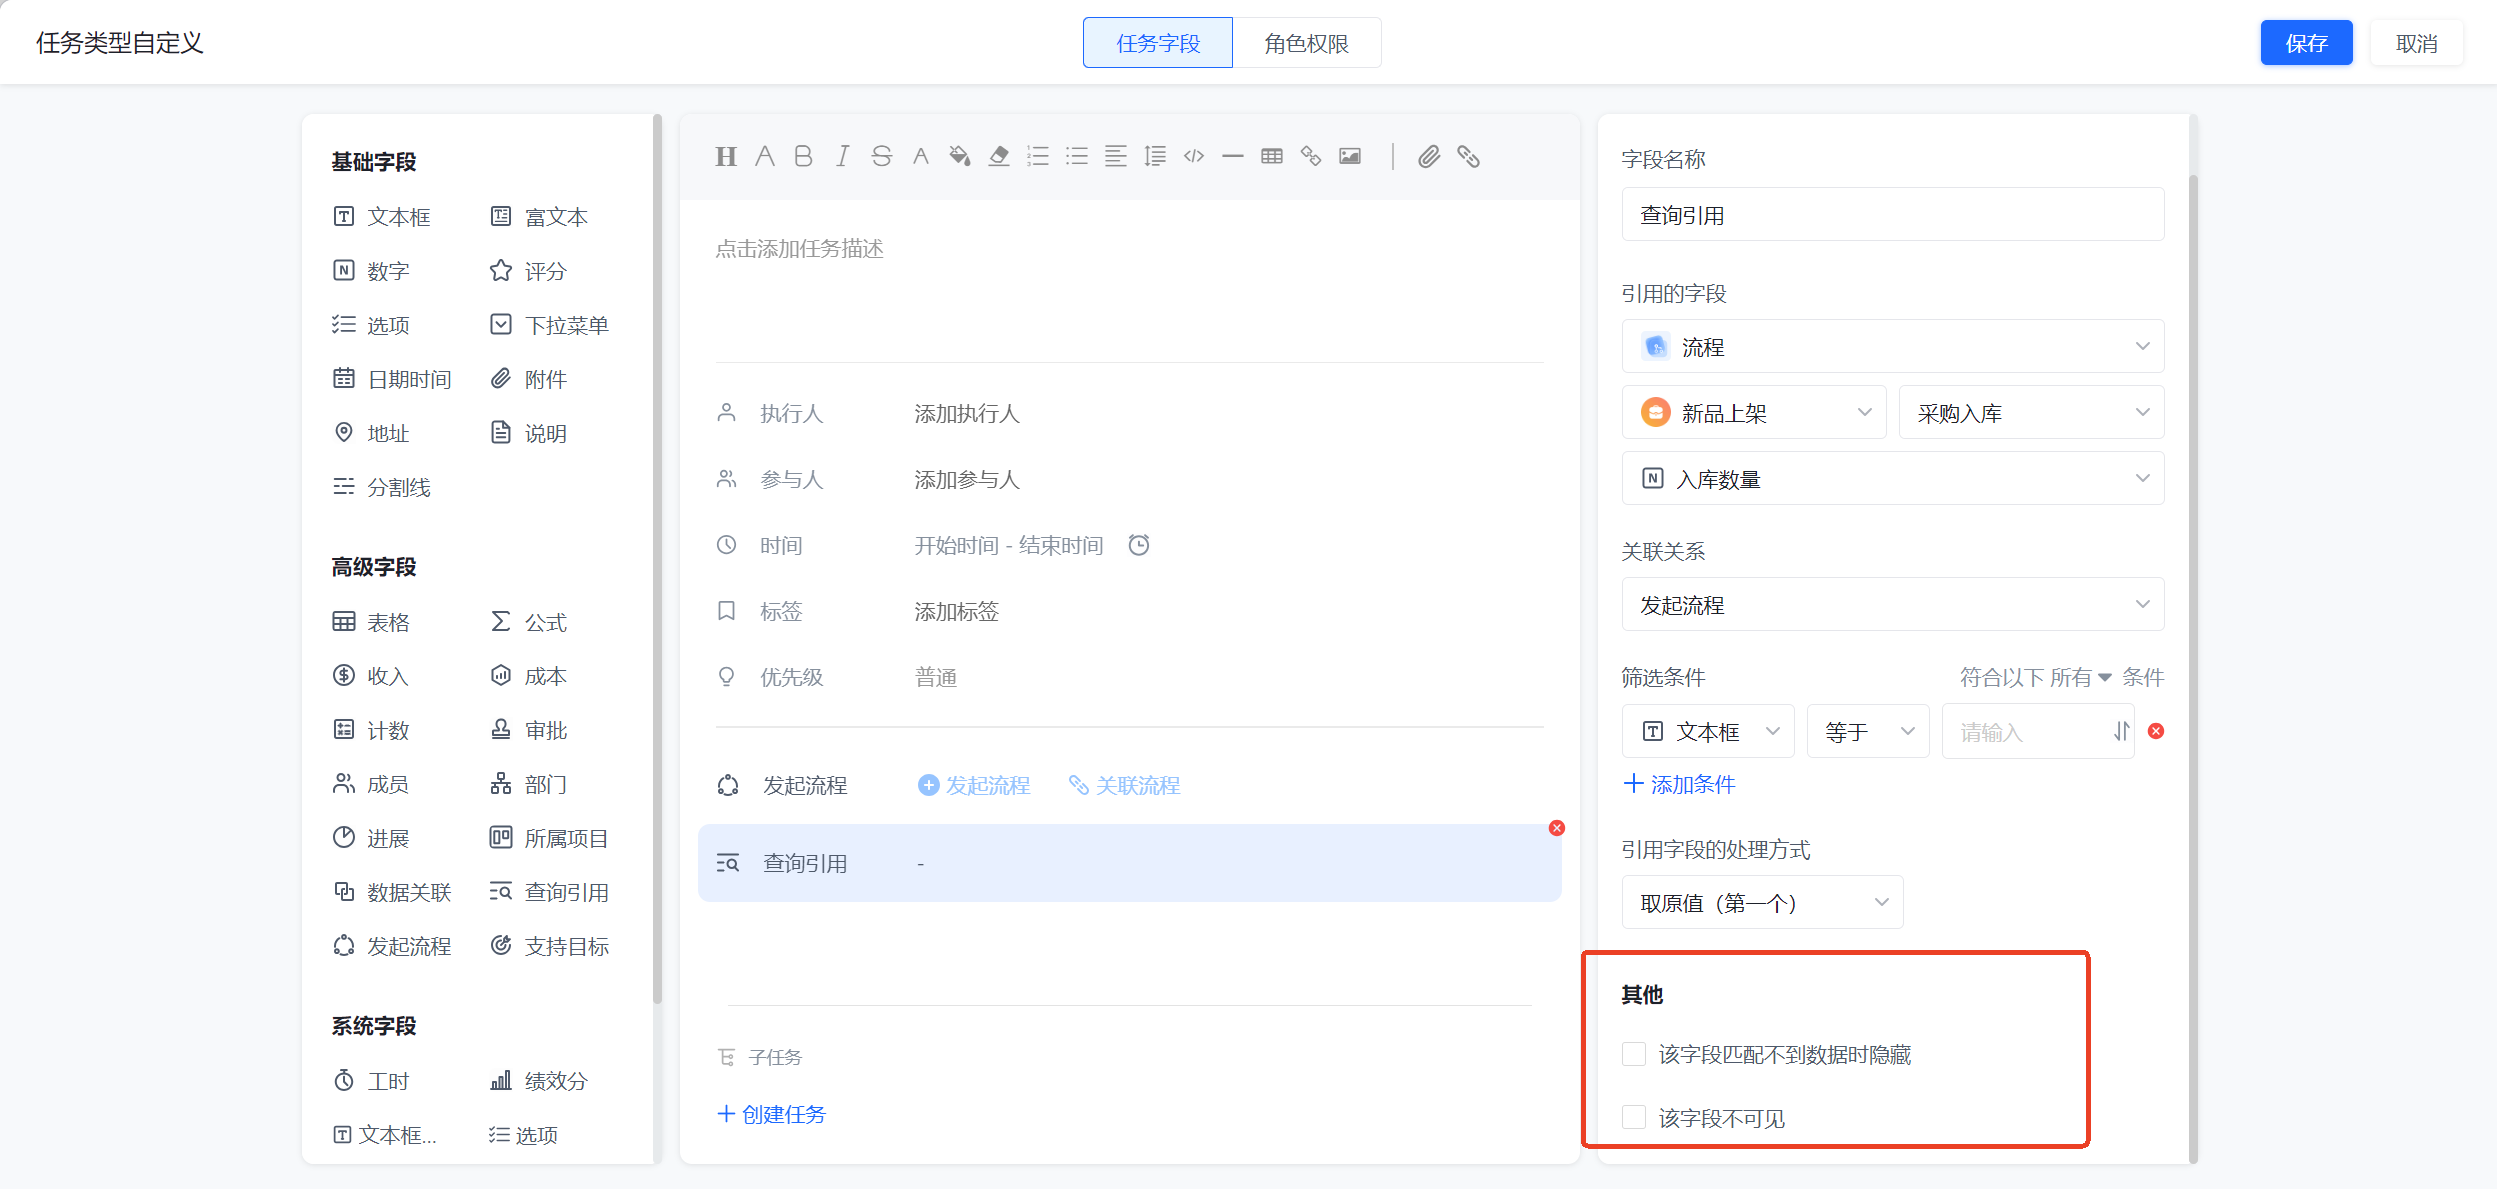 任务类型自定义
任务字段
角色权限
保存
取消
基础字段
文本框
富文本
数字
评分
选项
下拉菜单
日期时间
附件
地址
说明
分割线
高级字段
表格
公式
收入
成本
计数
审批
成员
部门
进展
所属项目
数据关联
查询引用
发起流程
支持目标
系统字段
工时
绩效分
文本框...
选项
点击添加任务描述
执行人 添加执行人
参与人 添加参与人
时间 开始时间 - 结束时间
标签 添加标签
优先级 普通
发起流程 发起流程 关联流程
查询引用 -
子任务
创建任务
字段名称
查询引用
引用的字段
流程
新品上架 采购入库
入库数量
关联关系
发起流程
筛选条件 符合以下 所有 条件
文本框 等于 请输入
添加条件
引用字段的处理方式
取原值（第一个）
其他
该字段匹配不到数据时隐藏
该字段不可见